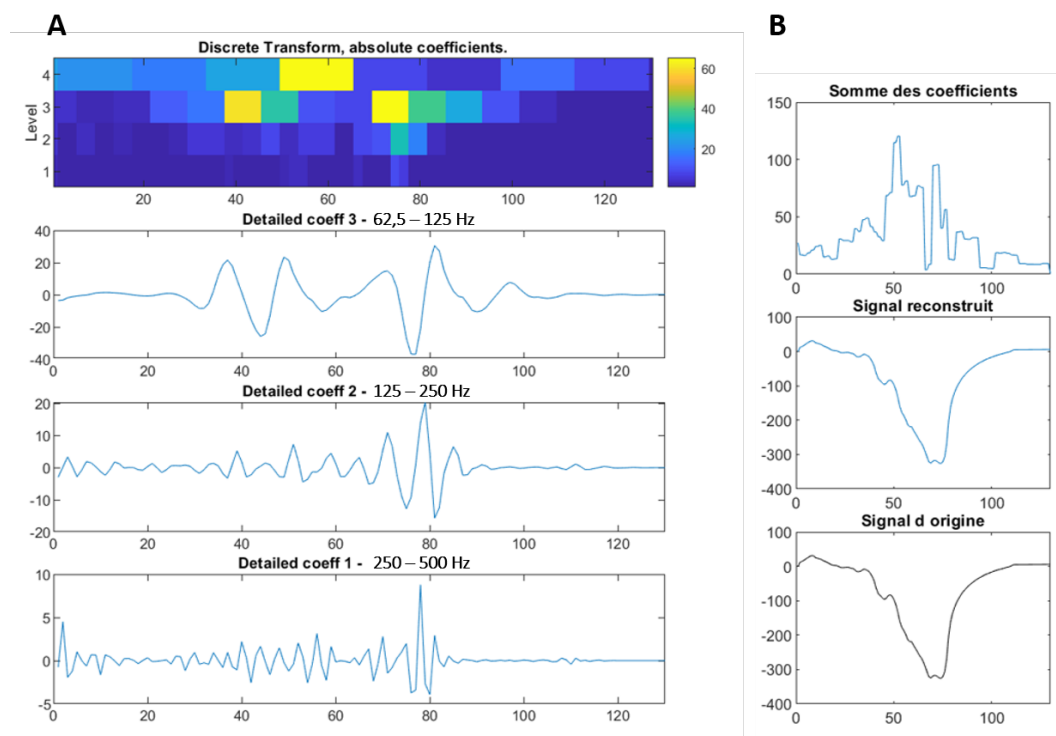 A
Discrete Transform, absolute coefficients.
Level
4
3
2
1
20 40 60 80 100 120
60
40
20
Detailed coeff 3 - 62,5 – 125 Hz
40
20
0
-20
-40
0 20 40 60 80 100 120
Detailed coeff 2 - 125 – 250 Hz
20
10
0
-10
-20
0 20 40 60 80 100 120
Detailed coeff 1 - 250 – 500 Hz
10
5
0
-5
0 20 40 60 80 100 120
B
Somme des coefficients
150
100
50
0
0 50 100
Signal reconstruit
100
0
-100
-200
-300
-400
0 50 100
Signal d origine
100
0
-100
-200
-300
-400
0 50 100